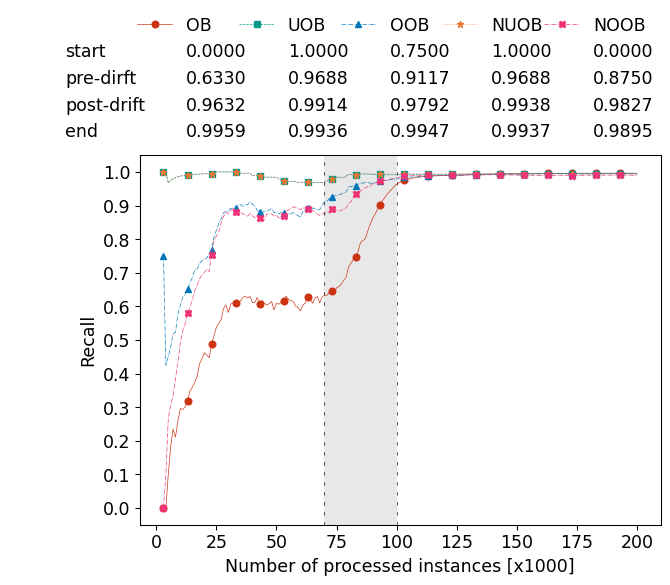 OB UOB OOB NUOB NOOB
start 0.0000 1.0000 0.7500 1.0000 0.0000
pre-dirft 0.6330 0.9688 0.9117 0.9688 0.8750
post-drift 0.9632 0.9914 0.9792 0.9938 0.9827
end 0.9959 0.9936 0.9947 0.9937 0.9895
1.0
0.9
0.8
0.7
0.6
0.5
0.4
0.3
0.2
0.1
0.0
Recall
0 25 50 75 100 125 150 175 200
Number of processed instances [x1000]